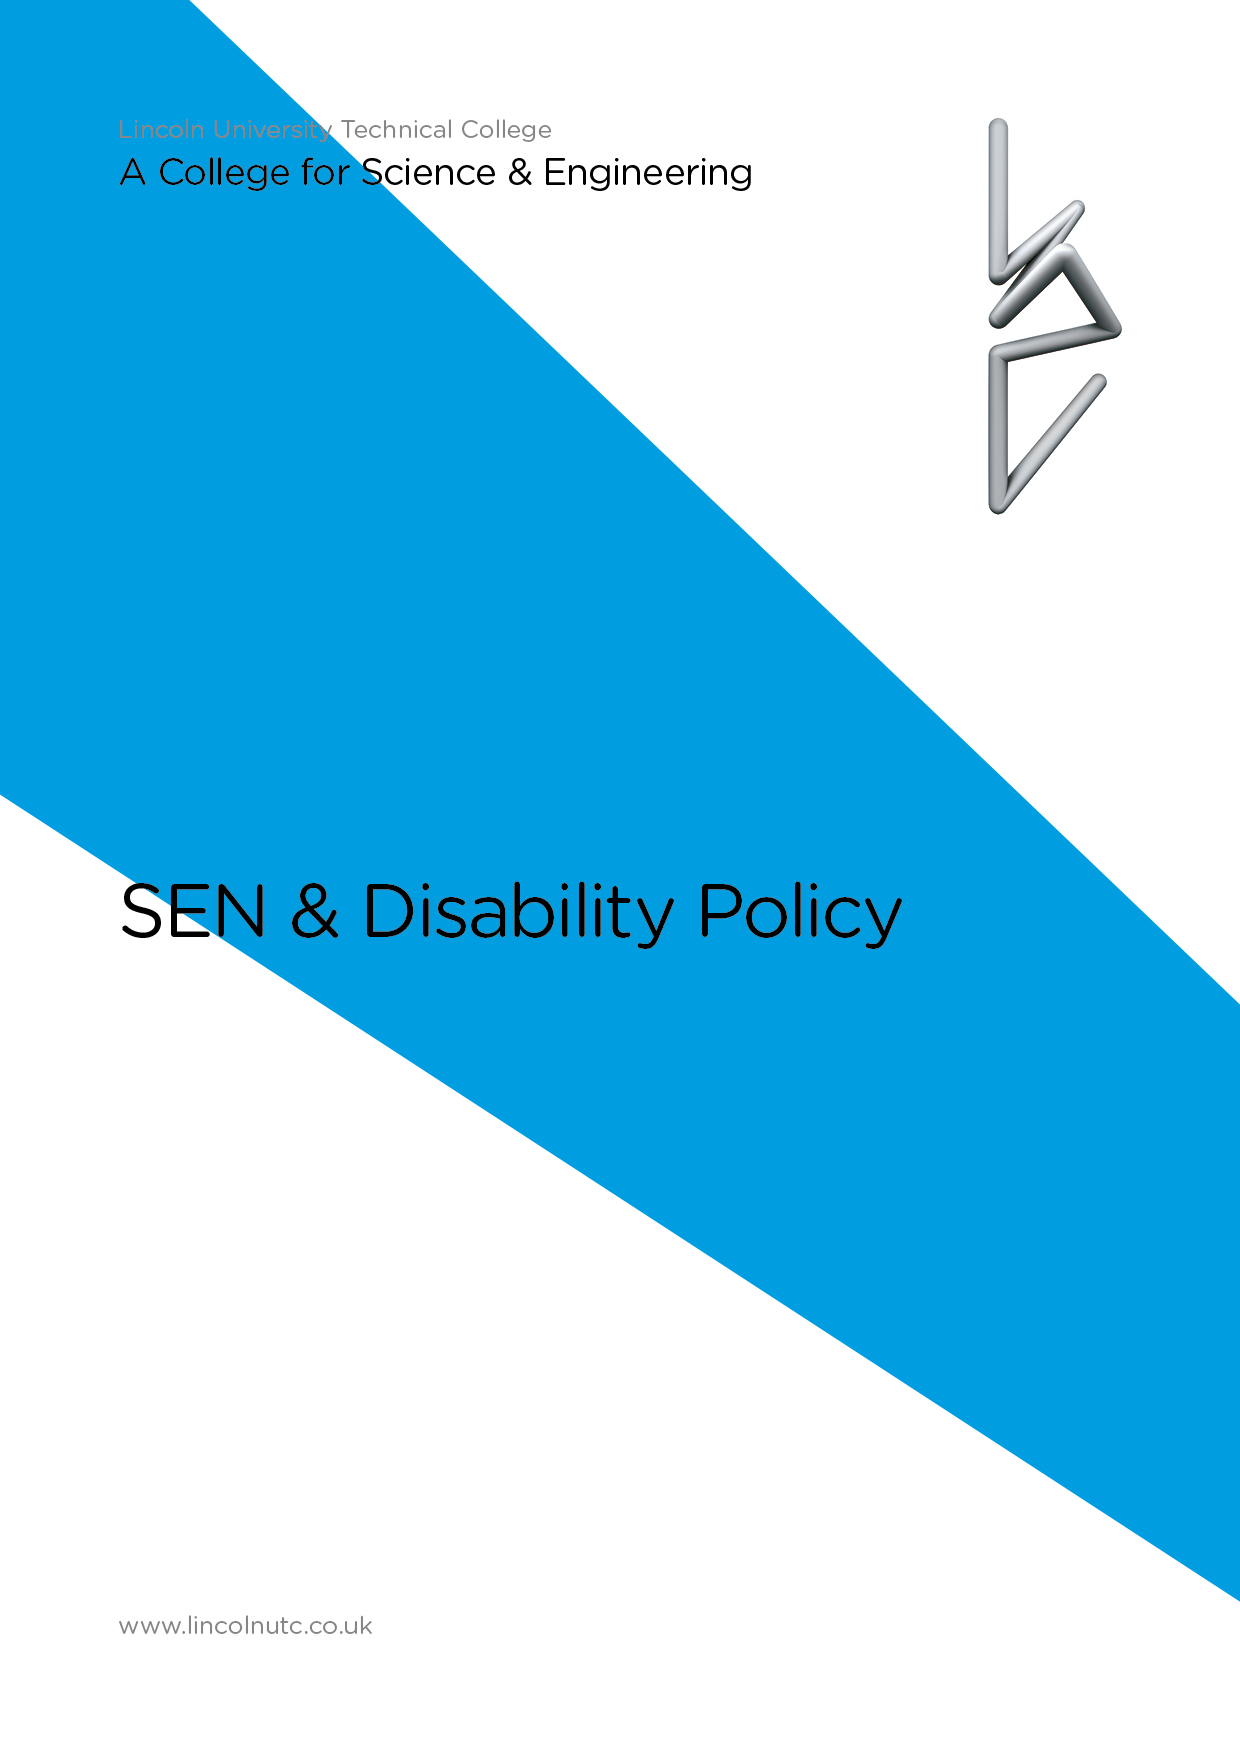 Lincoln University Technical College
A College for Science & Engineering
SEN & Disability Policy
www.lincolnutc.co.uk